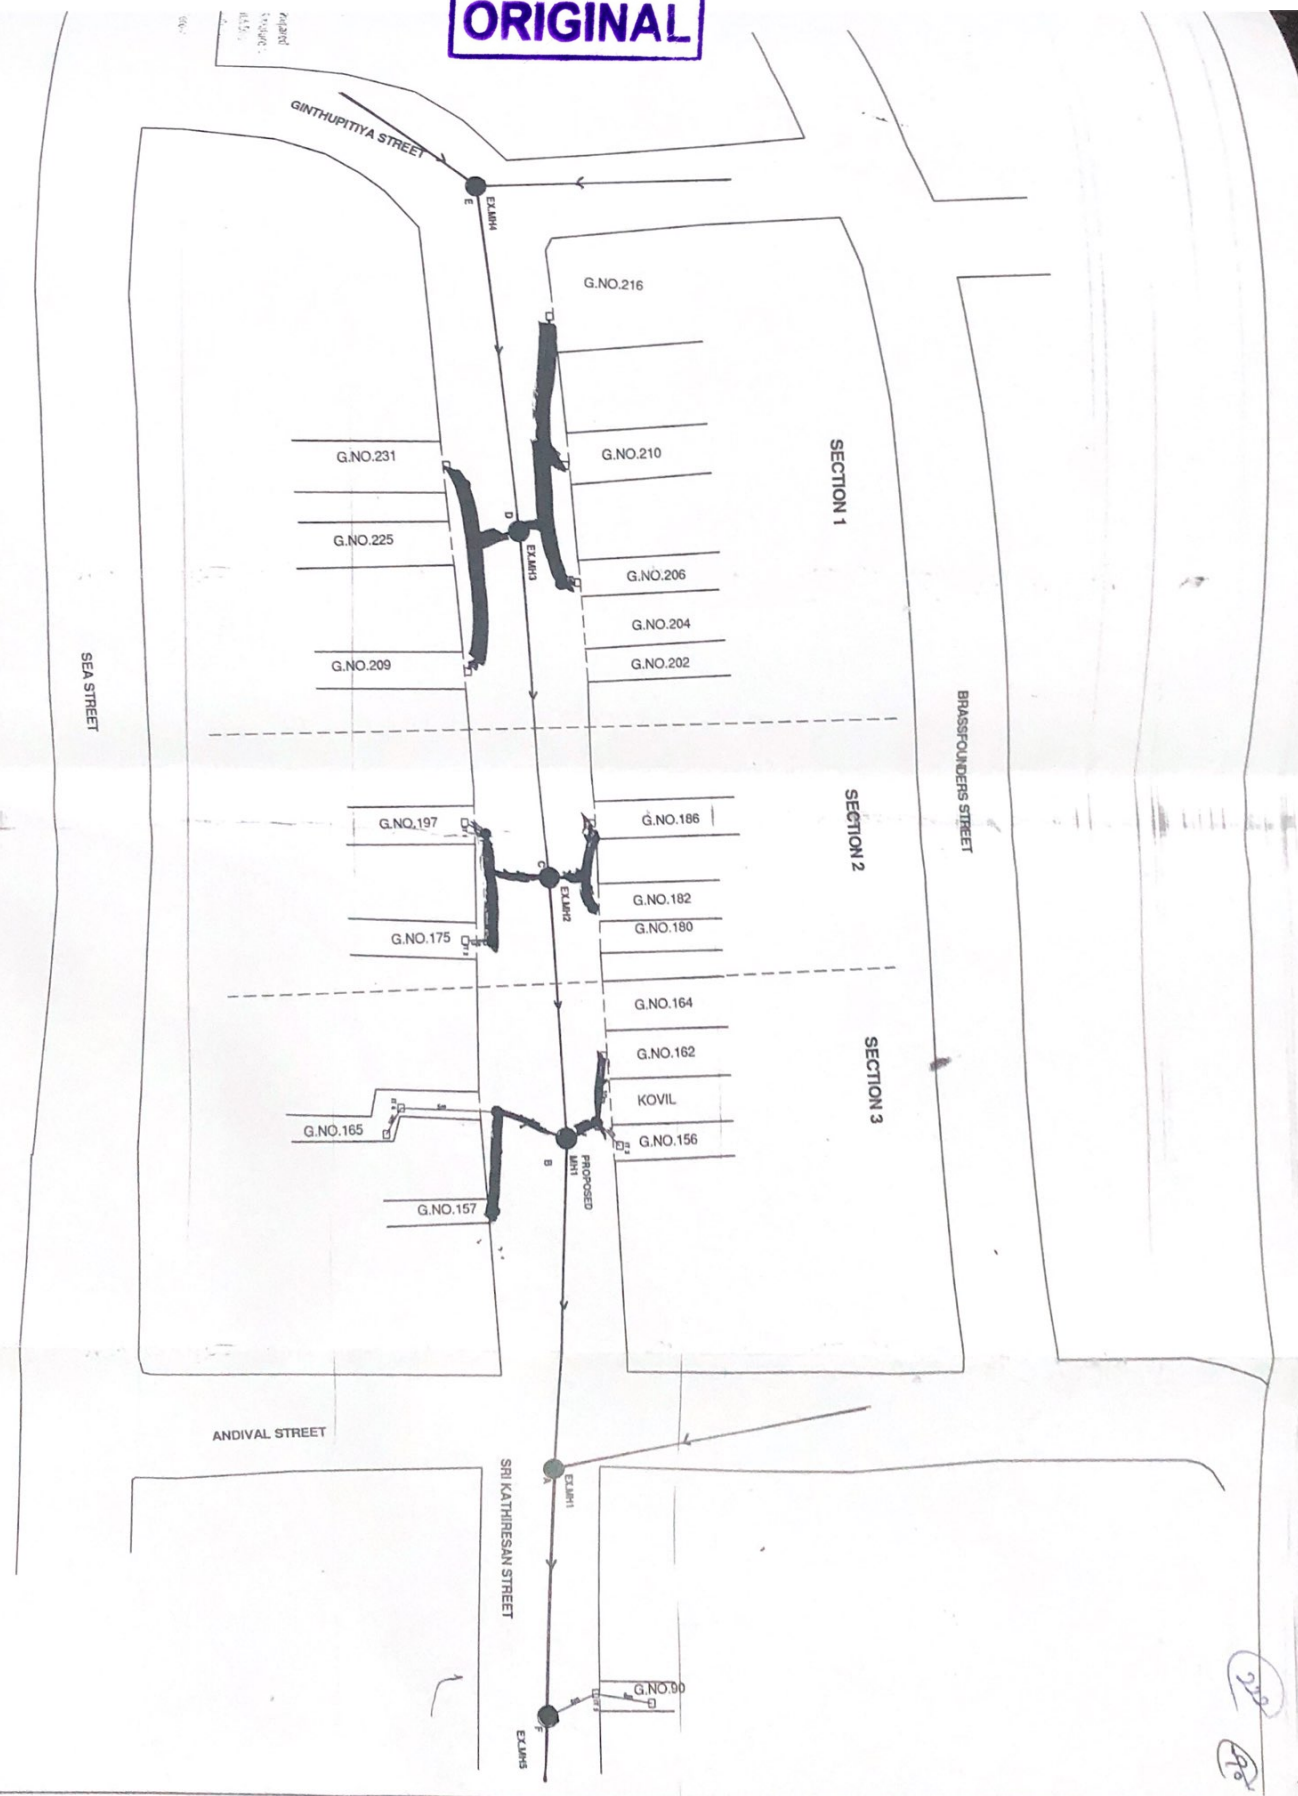 ORIGINAL
GINTHUPITIYA STREET
EX.MH4
E
G.NO.216
G.NO.231
G.NO.210
SECTION 1
D
G.NO.225
EX.MH3
G.NO.206
G.NO.204
G.NO.209
G.NO.202
SEA STREET
BRASSFOUNDERS STREET
G.NO.197
G.NO.186
SECTION 2
C
EX.MH2
G.NO.182
G.NO.180
G.NO.175
G.NO.164
G.NO.162
SECTION 3
KOVIL
G.NO.165
G.NO.156
B
PROPOSED
MH1
G.NO.157
ANDIVAL STREET
A
EX.MH1
SRI KATHIRESAN STREET
G.NO.90
F
EX.MH5